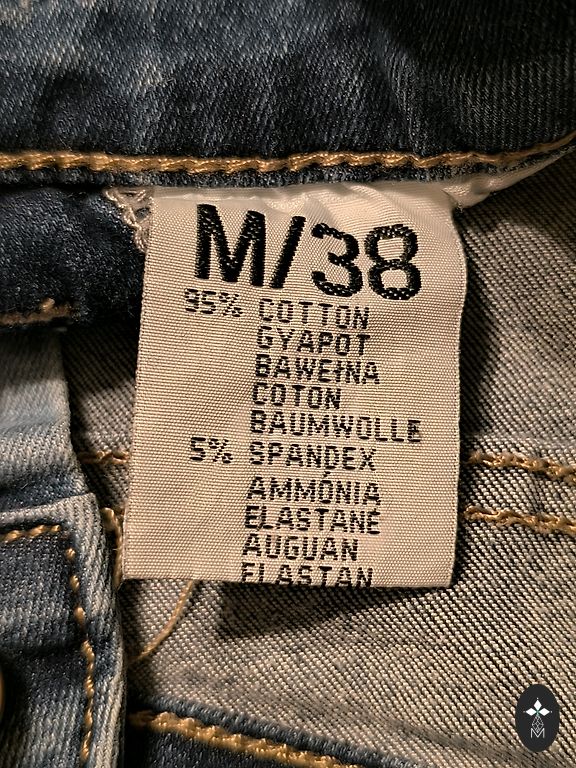 M/38
95% COTTON
GYAPOT
BAWEŁNA
COTON
BAUMWOLLE
5% SPANDEX
AMMÓNIA
ELASTANE
AUGUAN
ELASTAN